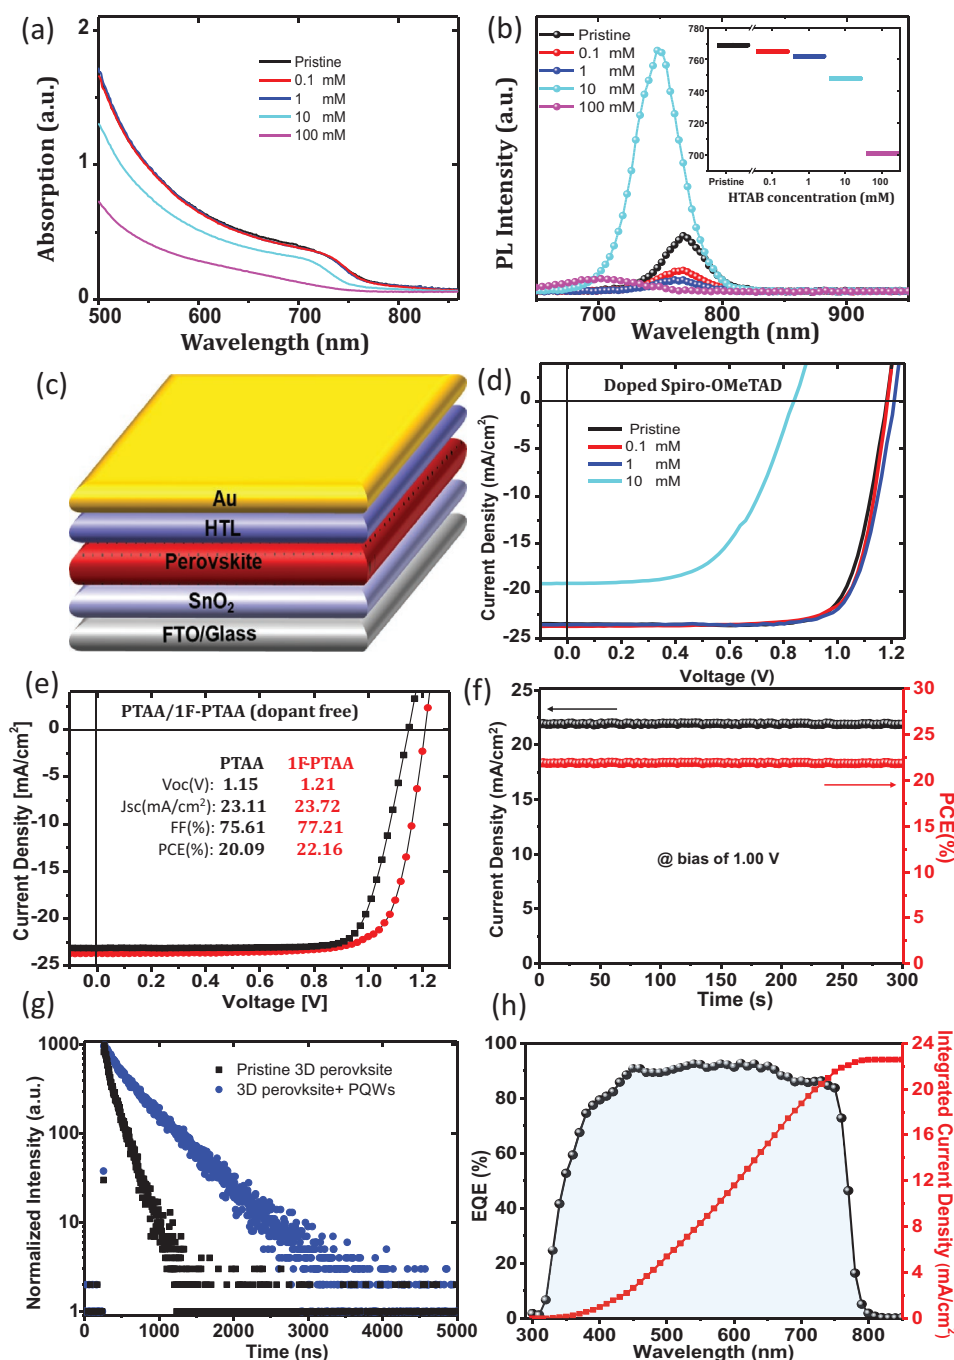 (a)
2
1
0
Absorption (a.u.)
Pristine
0.1 mM
1 mM
10 mM
100 mM
500 600 700 800
Wavelength (nm)
(b)
PL Intensity (a.u.)
Pristine
0.1 mM
1 mM
10 mM
100 mM
780
760
740
720
700
Pristine 0.1 1 10 100
HTAB concentration (mM)
700 800 900
Wavelength (nm)
(c)
Au
HTL
Perovskite
SnO₂
FTO/Glass
(d)
Doped Spiro-OMeTAD
Pristine
0.1 mM
1 mM
10 mM
0
-5
-10
-15
-20
-25
Current Density (mA/cm²)
0.0 0.2 0.4 0.6 0.8 1.0 1.2
Voltage (V)
(e)
PTAA/1F-PTAA (dopant free)
PTAA 1F-PTAA
Voc(V): 1.15 1.21
Jsc(mA/cm²): 23.11 23.72
FF(%): 75.61 77.21
PCE(%): 20.09 22.16
0
-5
-10
-15
-20
-25
Current Density [mA/cm²]
0.0 0.2 0.4 0.6 0.8 1.0 1.2
Voltage [V]
(f)
25
20
15
10
5
0
Current Density (mA/cm²)
@ bias of 1.00 V
30
25
20
15
10
5
0
PCE(%)
0 50 100 150 200 250 300
Time (s)
(g)
1000
100
10
1
Normalized Intensity (a.u.)
Pristine 3D perovksite
3D perovksite+ PQWs
0 1000 2000 3000 4000 5000
Time (ns)
(h)
100
80
60
40
20
0
EQE (%)
24
20
16
12
8
4
0
Integrated Current Density (mA/cm²)
300 400 500 600 700 800
Wavelength (nm)